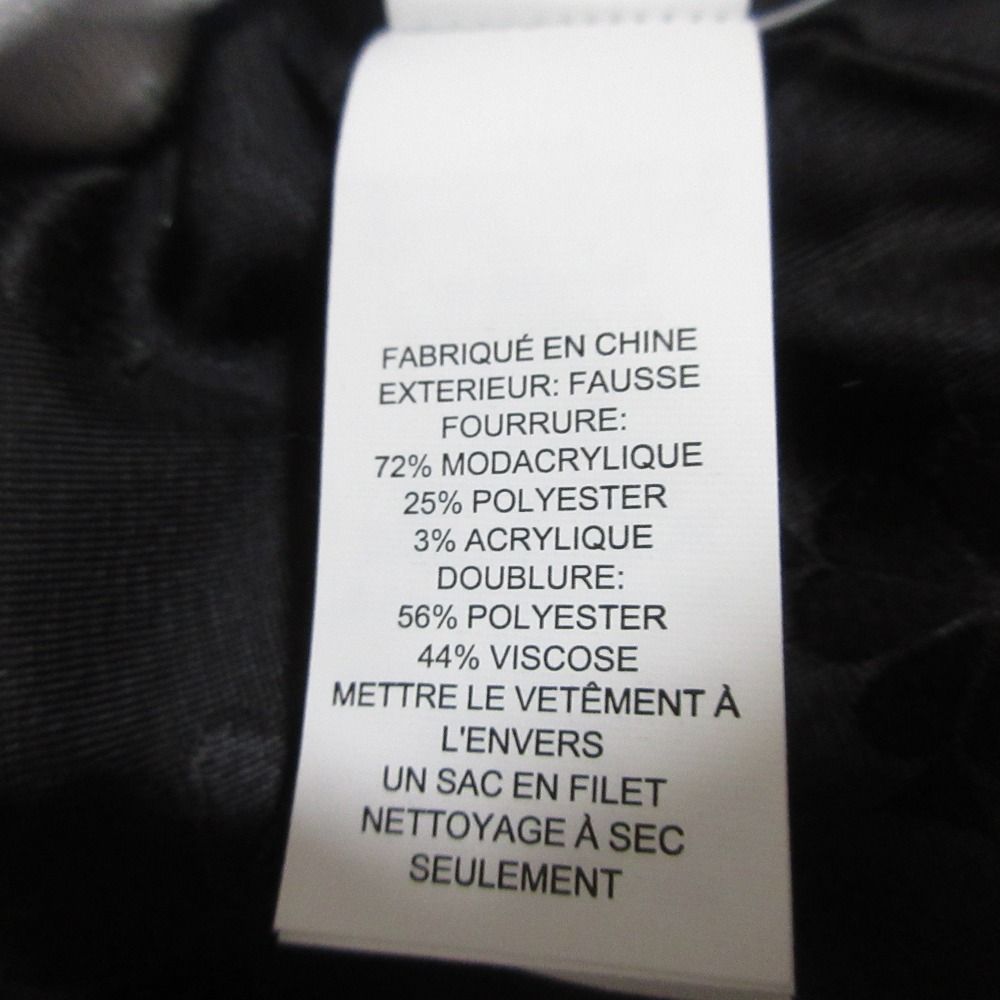 FABRIQUÉ EN CHINE
EXTERIEUR: FAUSSE
FOURRURE:
72% MODACRYLIQUE
25% POLYESTER
3% ACRYLIQUE
DOUBLURE:
56% POLYESTER
44% VISCOSE
METTRE LE VETÊMENT À
L'ENVERS
UN SAC EN FILET
NETTOYAGE À SEC
SEULEMENT